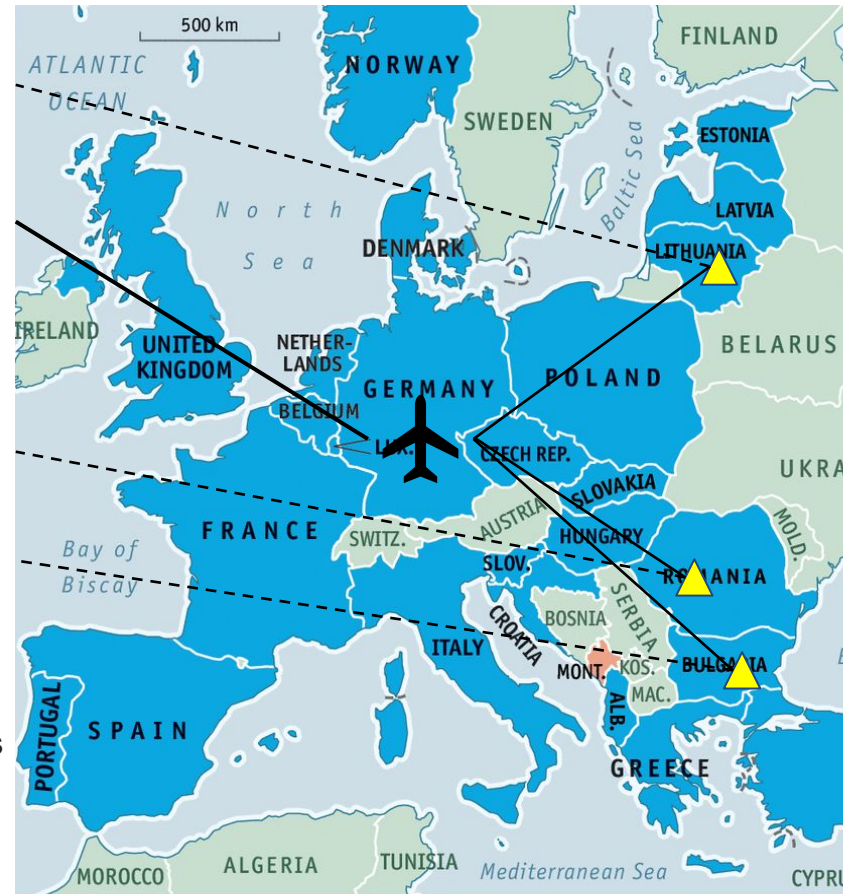 500 km
FINLAND
ATLANTIC
OCEAN
NORWAY
SWEDEN
ESTONIA
Baltic Sea
LATVIA
North
Sea
DENMARK
LITHUANIA
IRELAND
UNITED
KINGDOM
NETHER-
LANDS
BELARUS
GERMANY
POLAND
BELGIUM
LUX.
CZECH REP.
UKRA
SLOVAKIA
FRANCE
AUSTRIA
SWITZ.
HUNGARY
MOLD.
Bay of
Biscay
SLOV.
ROMANIA
BOSNIA
SERBIA
CROATIA
ITALY
MONT.
KOS.
BULGARIA
MAC.
PORTUGAL
SPAIN
ALB.
s
GREECE
MOROCCO
ALGERIA
TUNISIA
Mediterranean Sea
CYPRU